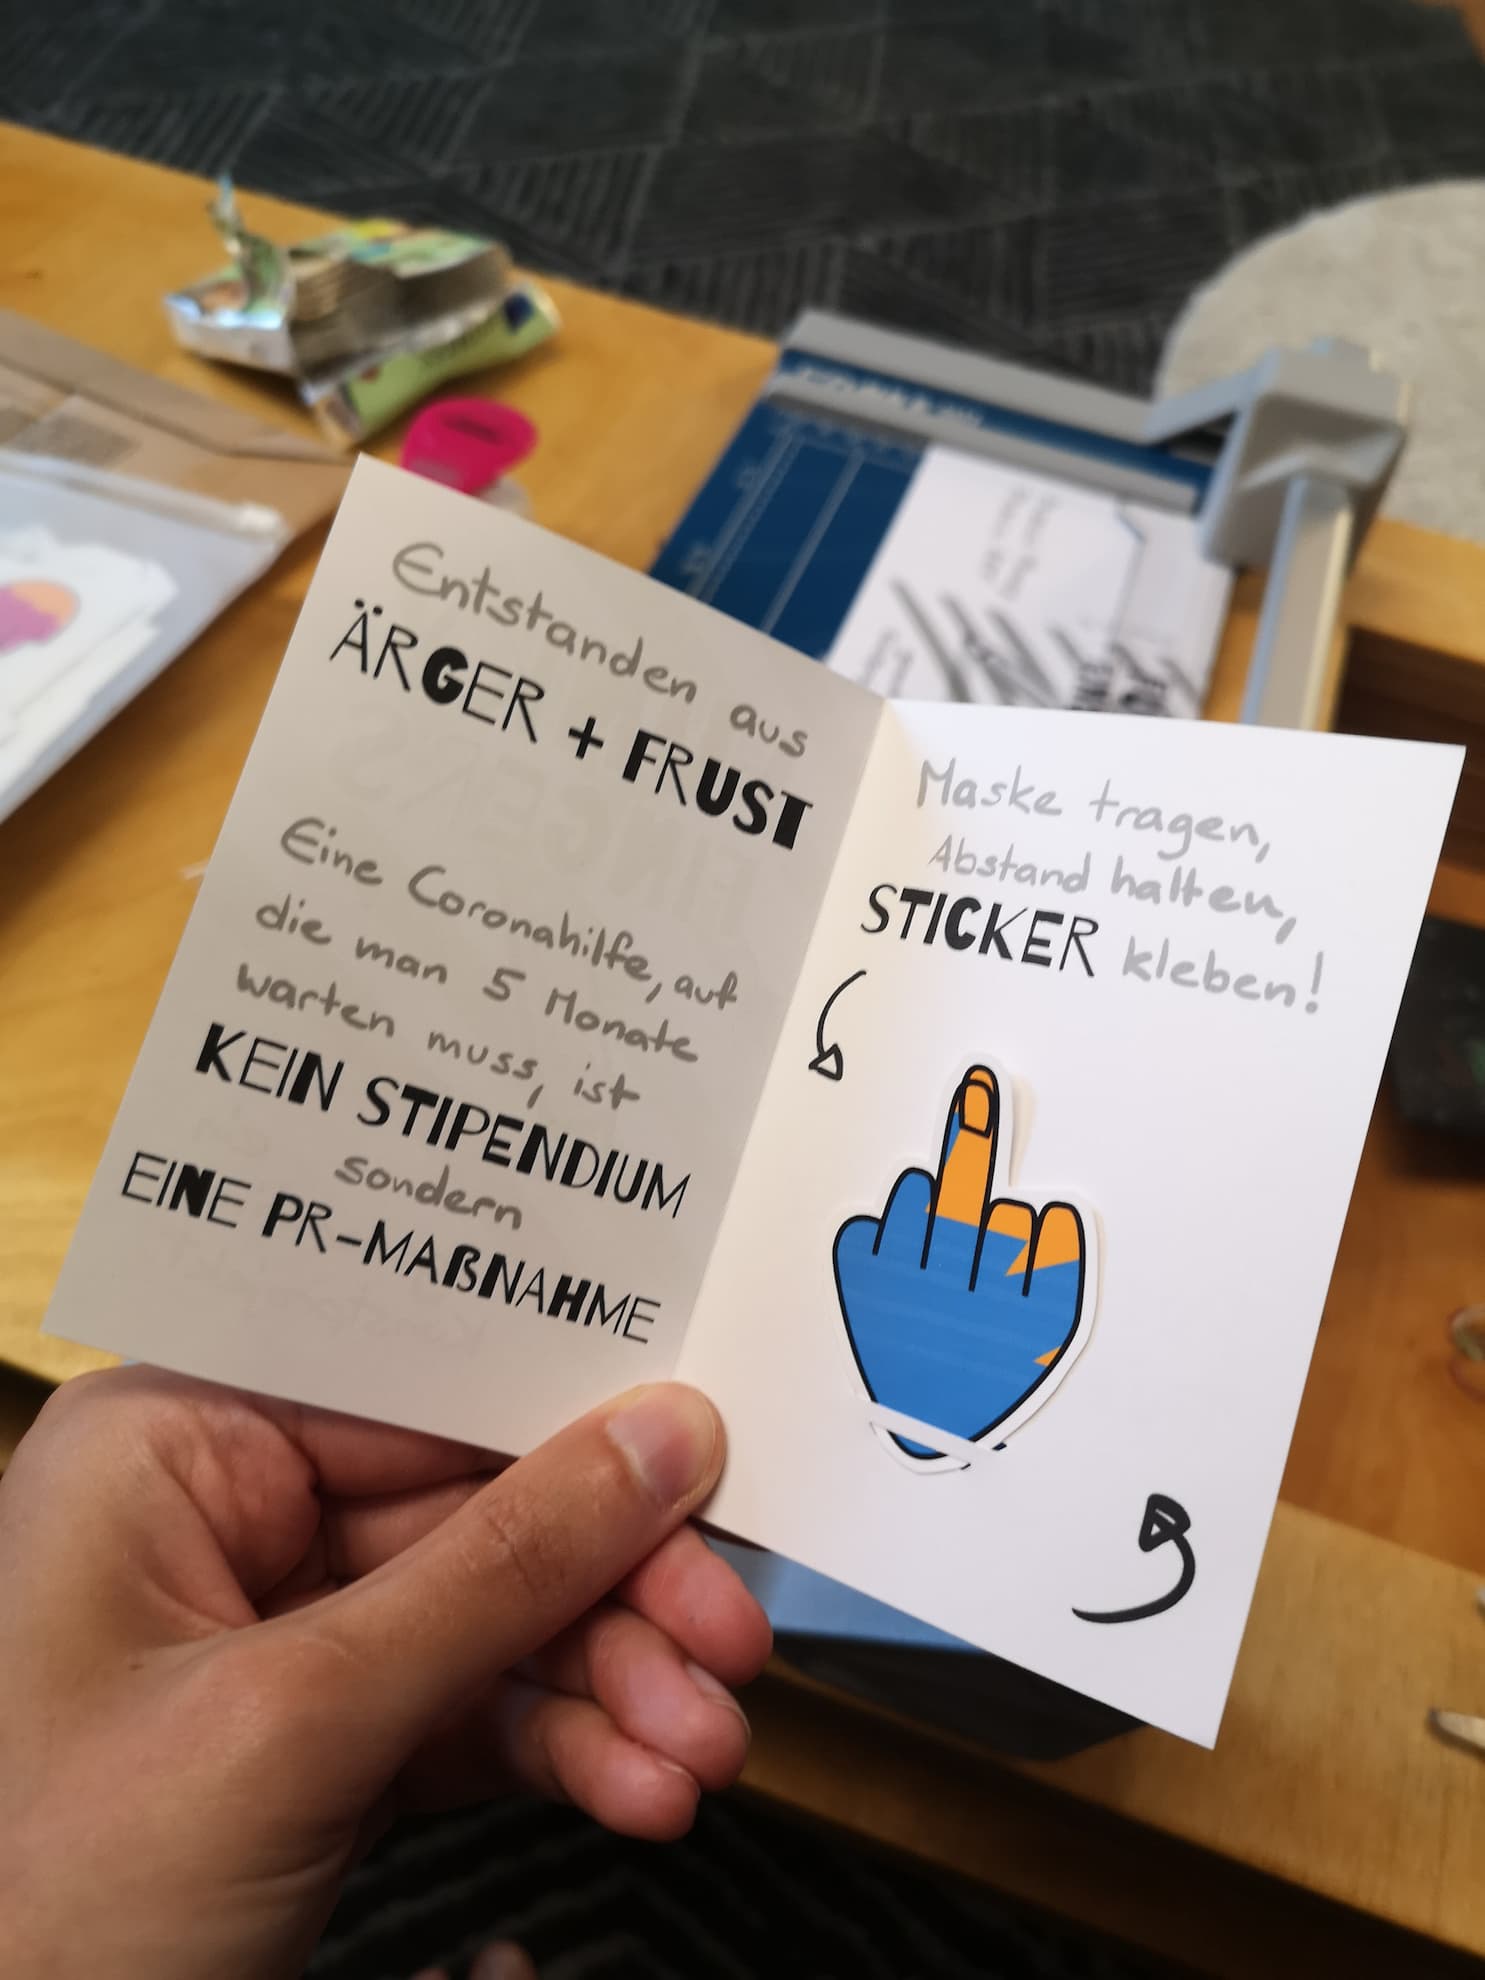 Entstanden aus
ÄRGER + FRUST
Eine Coronahilfe, auf
die man 5 Monate
warten muss, ist
KEIN STIPENDIUM
sondern
EINE PR-MAßNAHME
Maske tragen,
Abstand halten,
STICKER kleben!